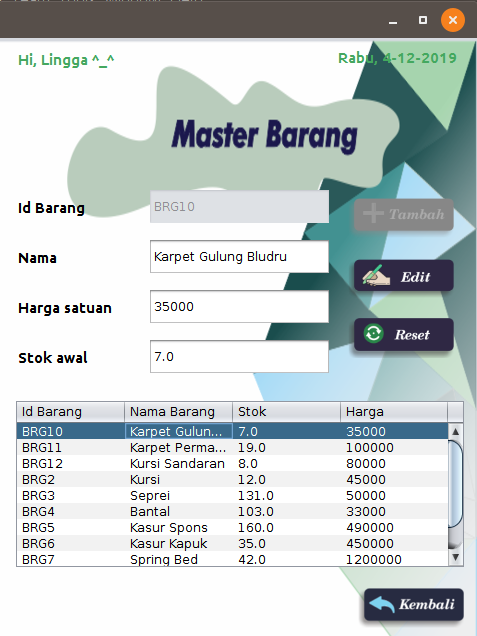 Hi, Lingga ^_^
Rabu, 4-12-2019
Master Barang
Id Barang BRG10
Tambah
Nama Karpet Gulung Bludru
Edit
Harga satuan 35000
Reset
Stok awal 7.0
Id Barang Nama Barang Stok Harga
BRG10 Karpet Gulun... 7.0 35000
BRG11 Karpet Perma... 19.0 100000
BRG12 Kursi Sandaran 8.0 80000
BRG2 Kursi 12.0 45000
BRG3 Seprei 131.0 50000
BRG4 Bantal 103.0 33000
BRG5 Kasur Spons 160.0 490000
BRG6 Kasur Kapuk 35.0 450000
BRG7 Spring Bed 42.0 1200000
Kembali